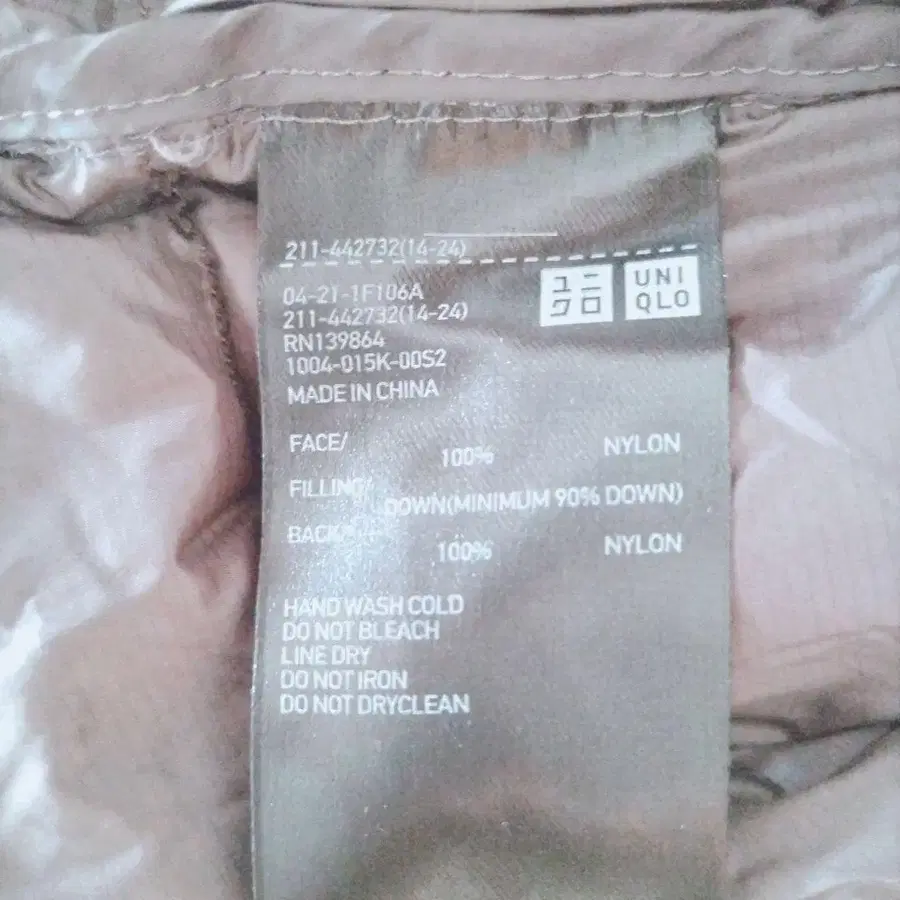 211-442732(14-24)
ユニ
クロ
UNI
QLO
04-21-1F106A
211-442732(14-24)
RN139864
1004-015K-00S2
MADE IN CHINA
FACE/
100% NYLON
FILLING/
DOWN(MINIMUM 90% DOWN)
BACK/
100% NYLON
HAND WASH COLD
DO NOT BLEACH
LINE DRY
DO NOT IRON
DO NOT DRYCLEAN